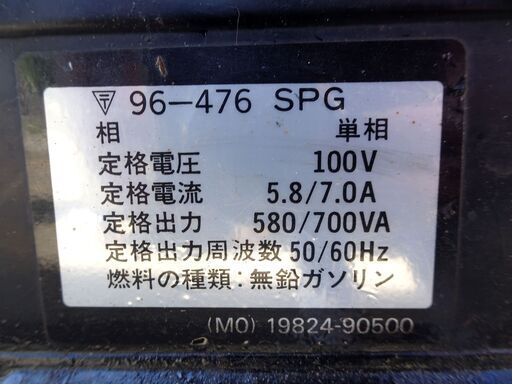 〒 96-476 SPG
相 単相
定格電圧 100V
定格電流 5.8/7.0A
定格出力 580/700VA
定格出力周波数 50/60Hz
燃料の種類:無鉛ガソリン
(MO) 19824-90500